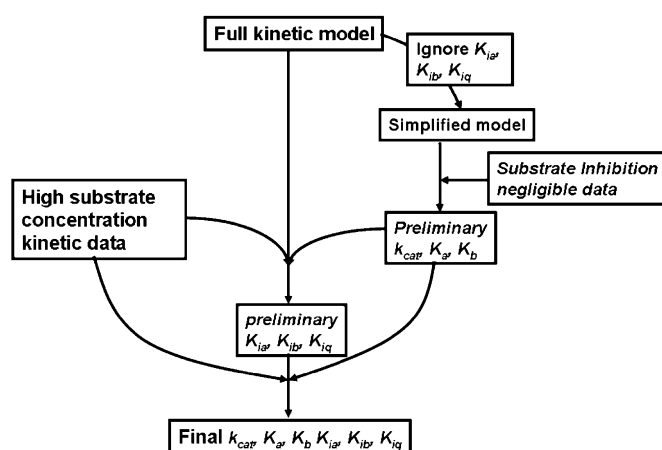 Full kinetic model
Ignore Kia,
Kib, Kiq
Simplified model
Substrate Inhibition
negligible data
High substrate
concentration
kinetic data
Preliminary
kcat, Ka, Kb
preliminary
Kia, Kib, Kiq
Final kcat, Ka, Kb Kia, Kib, Kiq